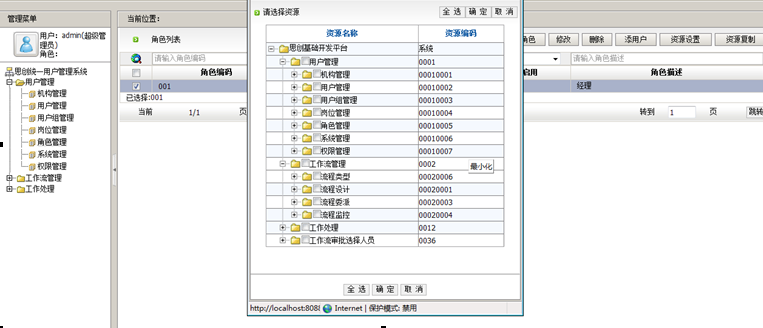 管理菜单
用户: admin(超级管理员)
角色:
思创统一用户管理系统
用户管理
机构管理
用户管理
用户组管理
岗位管理
角色管理
系统管理
权限管理
工作流管理
工作处理
当前位置:
角色列表
角色 修改 删除 添用户 资源设置 资源复制
请输入角色编码
请输入角色描述
角色编码
启用
角色描述
001
经理
已选择:001
当前 1/1 页
转到 1 页 跳转
请选择资源
全 选 确 定 取 消
资源名称 资源编码
思创基础开发平台 系统
用户管理 0001
机构管理 00010001
用户管理 00010002
用户组管理 00010003
岗位管理 00010004
角色管理 00010005
系统管理 00010006
权限管理 00010007
工作流管理 0002
最小化
流程类型 00020006
流程设计 00020001
流程委派 00020003
流程监控 00020004
工作处理 0012
工作流审批选择人员 0036
全 选 确 定 取 消
http://localhost:8088 Internet | 保护模式: 禁用